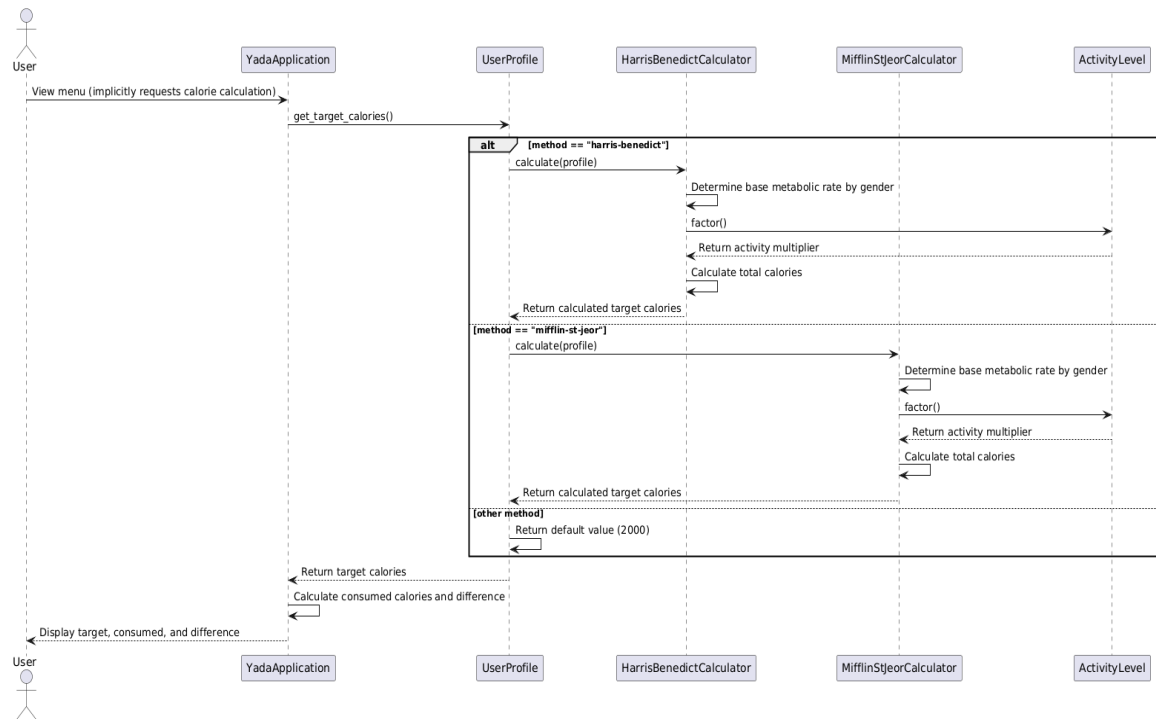 User
YadaApplication
UserProfile
HarrisBenedictCalculator
MifflinStJeorCalculator
ActivityLevel
View menu (implicitly requests calorie calculation)
get_target_calories()
alt
[method == "harris-benedict"]
calculate(profile)
Determine base metabolic rate by gender
factor()
Return activity multiplier
Calculate total calories
Return calculated target calories
[method == "mifflin-st-jeor"]
calculate(profile)
Determine base metabolic rate by gender
factor()
Return activity multiplier
Calculate total calories
Return calculated target calories
[other method]
Return default value (2000)
Return target calories
Calculate consumed calories and difference
Display target, consumed, and difference
User
YadaApplication
UserProfile
HarrisBenedictCalculator
MifflinStJeorCalculator
ActivityLevel